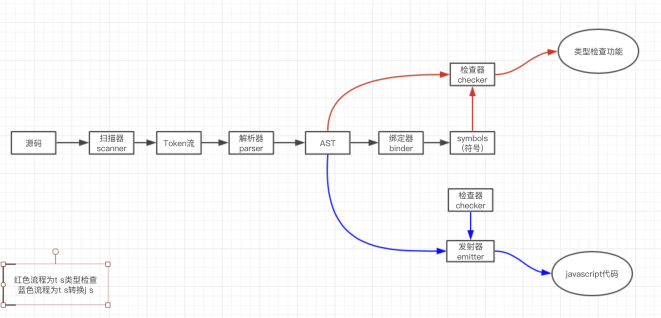 类型检查功能
检查器
checker
源码
扫描器
scanner
Token流
解析器
parser
AST
绑定器
binder
symbols
（符号）
检查器
checker
发射器
emitter
javascript代码
红色流程为t s类型检查
蓝色流程为t s转换j s